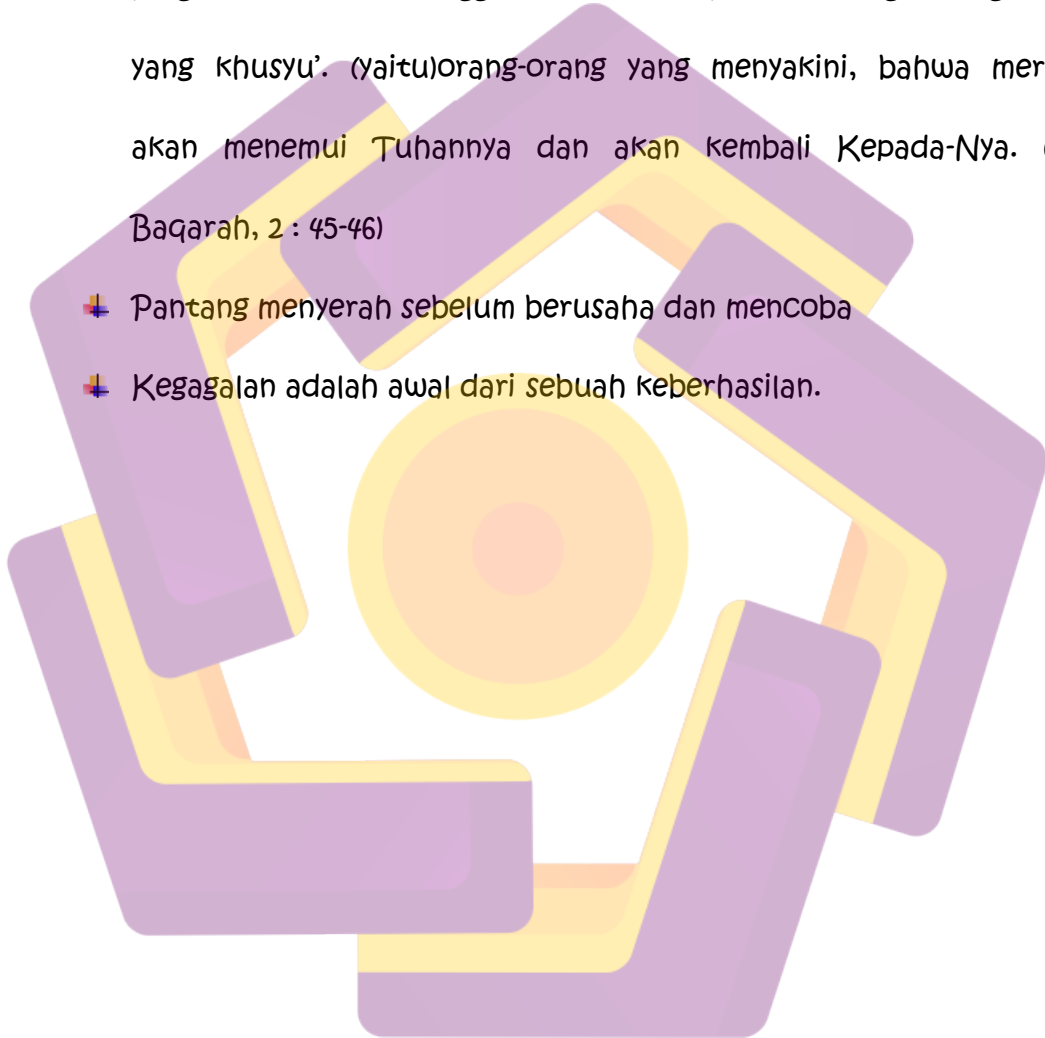 yang khusyu’. (yaitu)orang-orang yang menyakini, bahwa
akan menemui Tuhannya dan akan kembali Kepada-Nya.
Baqarah, 2 : 45-46)
Pantang menyerah sebelum berusaha dan mencoba
Kegagalan adalah awal dari sebuah keberhasilan.